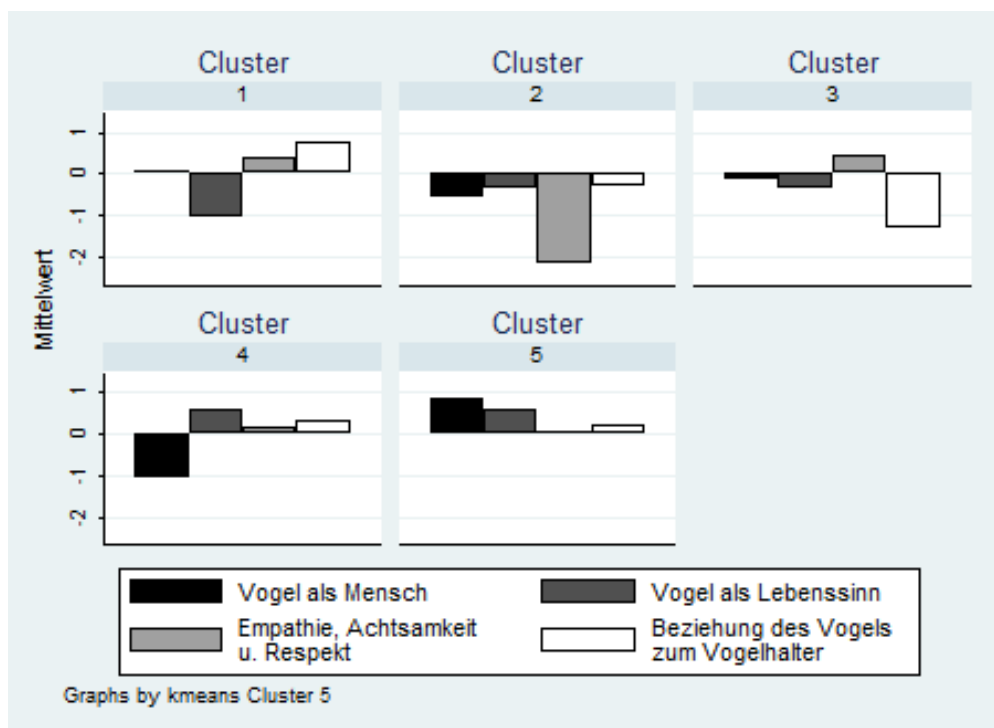 Cluster
1
Cluster
2
Cluster
3
Mittelwert
1
0
-1
-2
Cluster
4
Cluster
5
1
0
-1
-2
Vogel als Mensch
Vogel als Lebenssinn
Empathie, Achtsamkeit
u. Respekt
Beziehung des Vogels
zum Vogelhalter
Graphs by kmeans Cluster 5